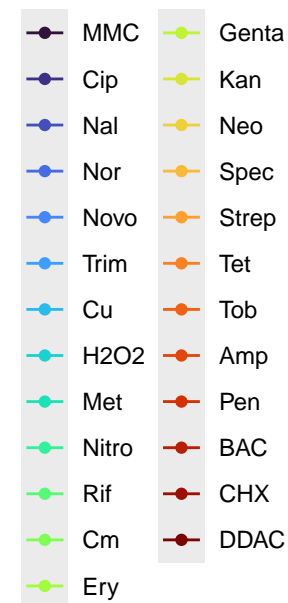 MMC
Cip
Nal
Nor
Novo
Trim
Cu
H2O2
Met
Nitro
Rif
Cm
Ery
Genta
Kan
Neo
Spec
Strep
Tet
Tob
Amp
Pen
BAC
CHX
DDAC